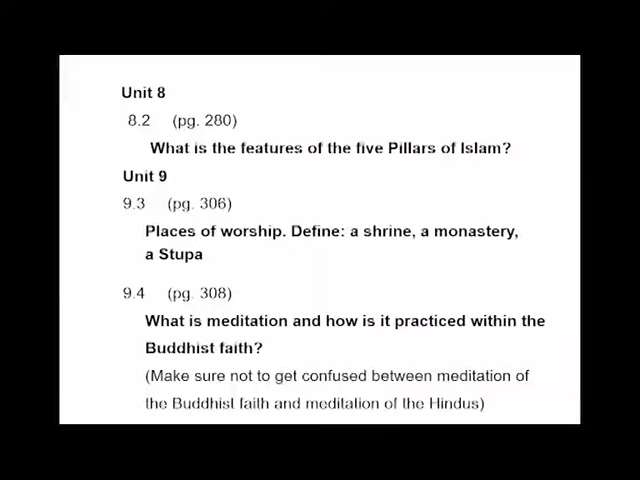 Unit 8
8.2 (pg. 280)
What is the features of the five Pillars of Islam?
Unit 9
9.3 (pg. 306)
Places of worship. Define: a shrine, a monastery,
a Stupa
9.4 (pg. 308)
What is meditation and how is it practiced within the
Buddhist faith?
(Make sure not to get confused between meditation of
the Buddhist faith and meditation of the Hindus)